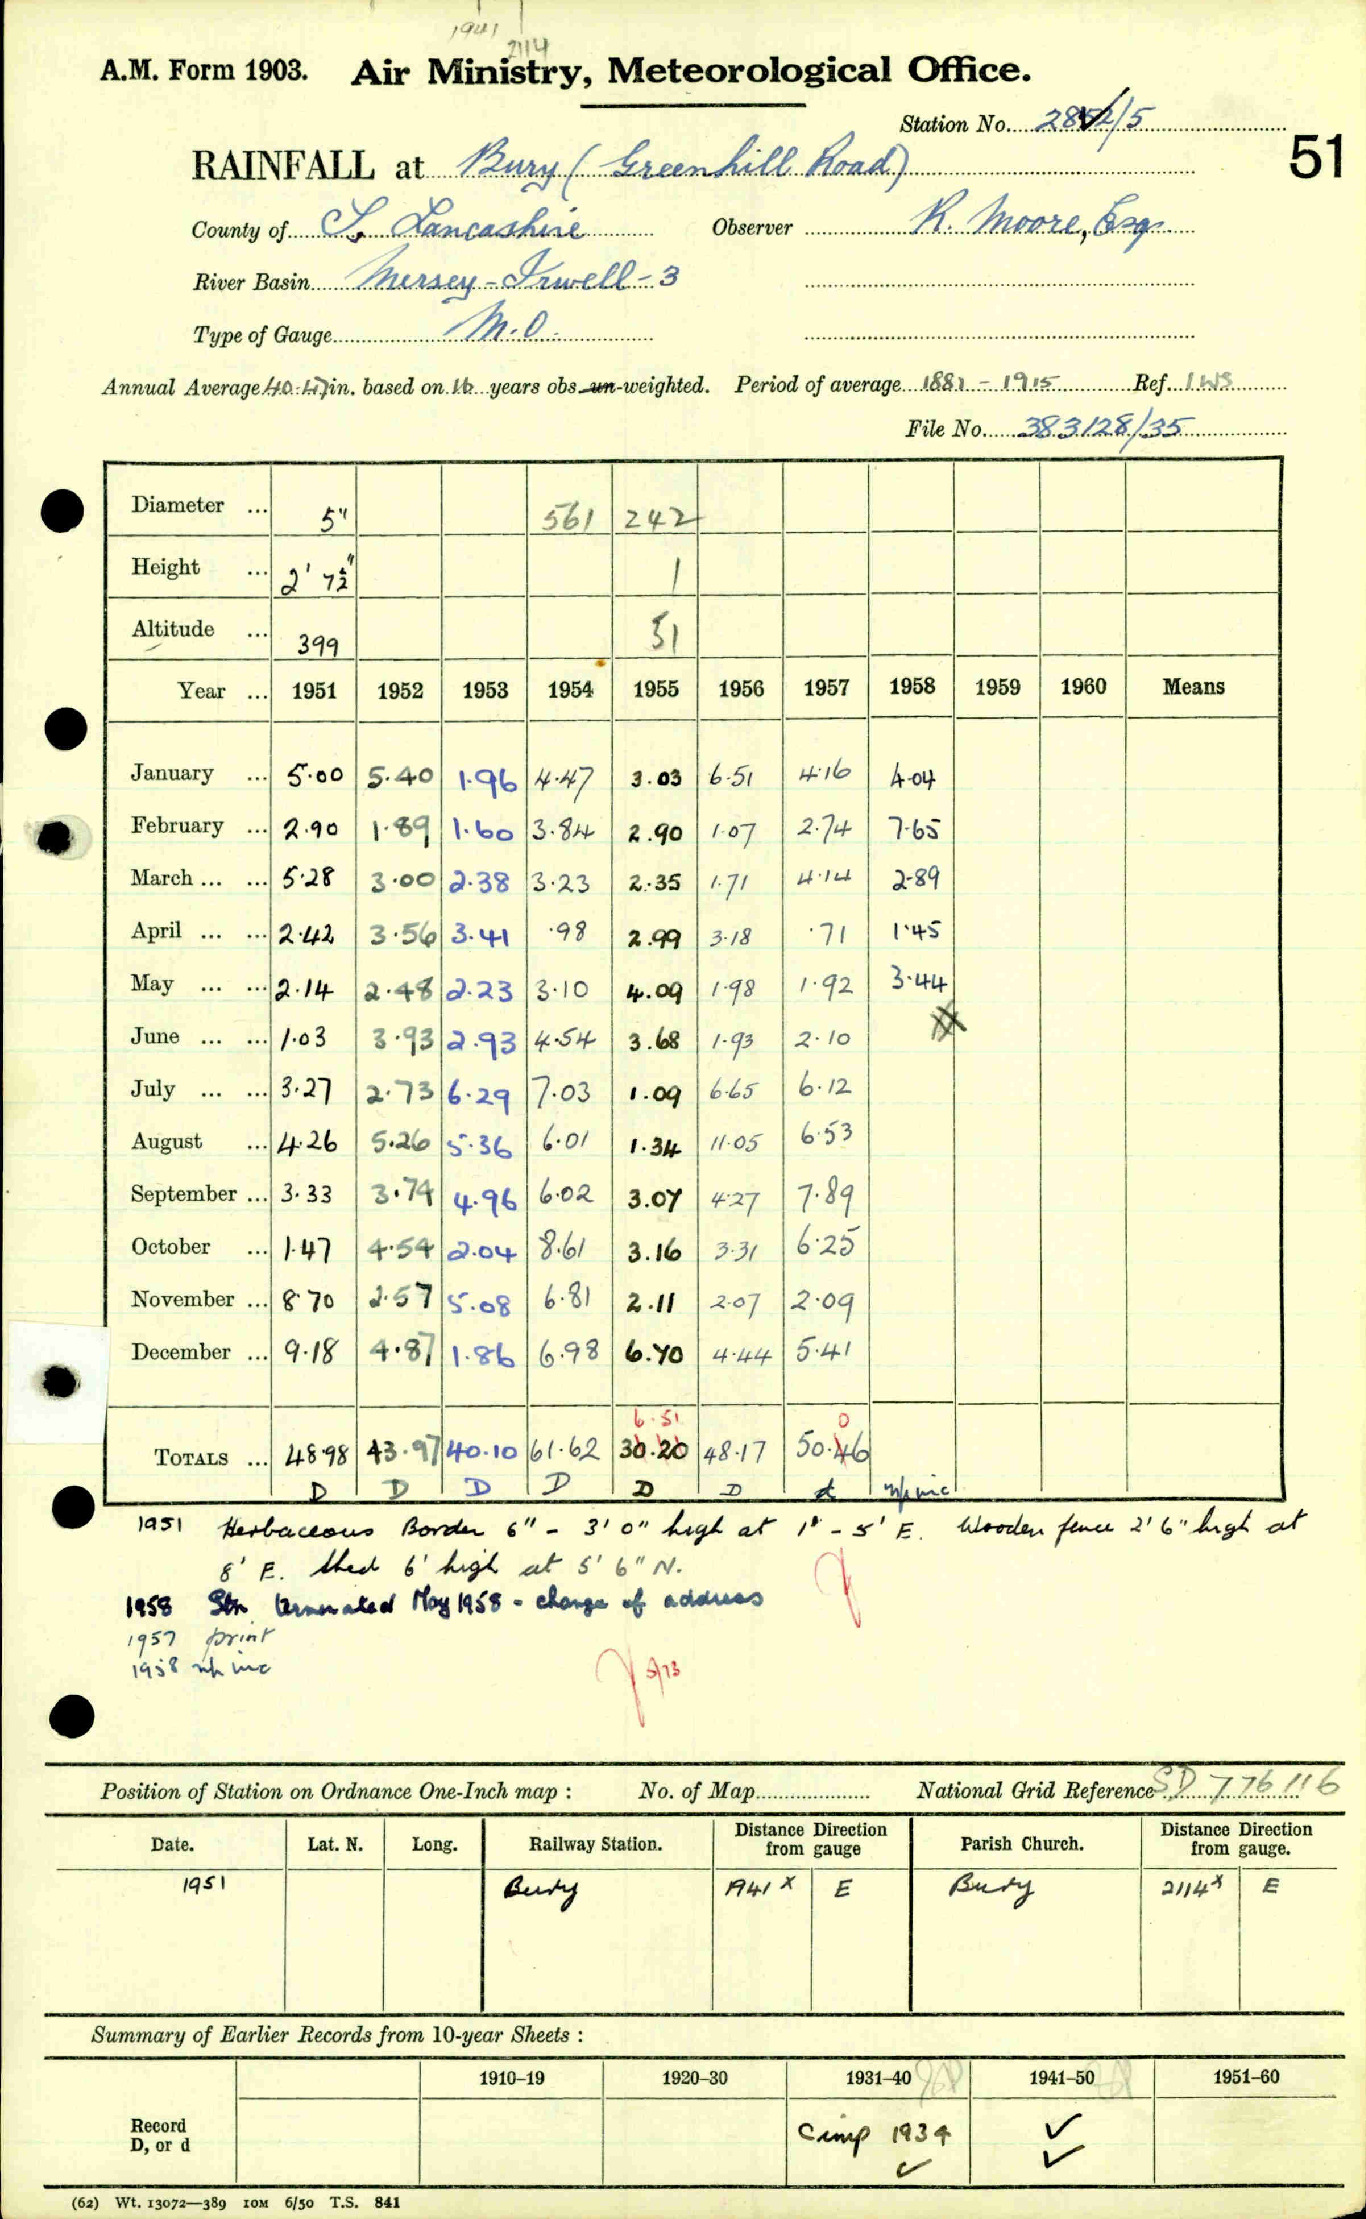 1941
2114
A.M. Form 1903. Air Ministry, Meteorological Office.
Station No. 2852/5
51
RAINFALL at Bury (Greenhill Road)
County of S. Lancashire Observer R. Moore, Esq.
River Basin Mersey - Irwell - 3
Type of Gauge M.O.
Annual Average 40.47 in. based on 16 years obs un-weighted. Period of average 1881 - 1915 Ref. IWS
File No. 383128/35
Diameter ... 5" 561 242
Height ... 2' 7½" 1
Altitude ... 399 51
Year ... 1951 1952 1953 1954 1955 1956 1957 1958 1959 1960 Means
January ... 5.00 5.40 1.96 4.47 3.03 6.51 4.16 4.04
February ... 2.90 1.89 1.60 3.84 2.90 1.07 2.74 7.65
March ... ... 5.28 3.00 2.38 3.23 2.35 1.71 4.14 2.89
April ... ... 2.42 3.56 3.41 .98 2.99 3.18 .71 1.45
May ... ... 2.14 2.48 2.23 3.10 4.09 1.98 1.92 3.44
June ... ... 1.03 3.93 2.93 4.54 3.68 1.93 2.10
July ... ... 3.27 2.73 6.29 7.03 1.09 6.65 6.12
August ... 4.26 5.26 5.36 6.01 1.34 11.05 6.53
September ... 3.33 3.74 4.96 6.02 3.07 4.27 7.89
October ... 1.47 4.54 2.04 8.61 3.16 3.31 6.25
November ... 8.70 2.57 5.08 6.81 2.11 2.07 2.09
December ... 9.18 4.87 1.86 6.98 6.70 4.44 5.41
6.51 0
TOTALS ... 48.98 43.97 40.10 61.62 30.20 48.17 50.46
D D D D D D d
1951 Herbaceous Border 6" - 3' 0" high at 1' - 5' E. Wooden fence 2' 6" high at
8' E. Shed 6' high at 5' 6" N.
1958 Stn terminated May 1958 - change of address
1957 print
1958 inc
5/73
Position of Station on Ordnance One-Inch map : No. of Map National Grid Reference SD 776116
Date. Lat. N. Long. Railway Station. Distance Direction from gauge Parish Church. Distance Direction from gauge.
1951 Bury 1941 x E Bury 2114 x E
Summary of Earlier Records from 10-year Sheets :
1910–19 1920–30 1931–40 1941–50 1951–60
Record
D, or d
Comp 1934 ✓ ✓
✓ ✓
(62) Wt. 13072—389 10M 6/50 T.S. 841